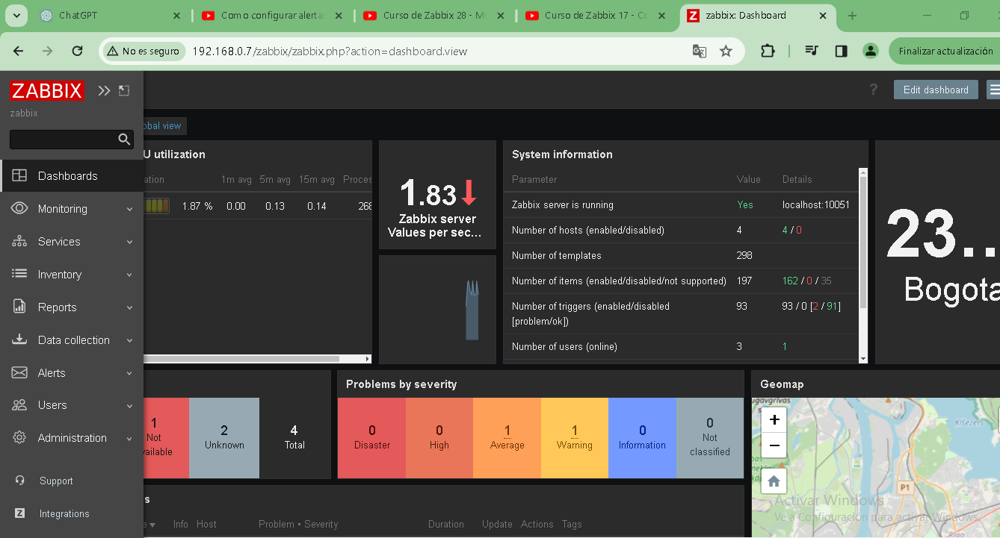 ChatGPT
Como configurar alertas
Curso de Zabbix 28 - M
Curso de Zabbix 17 - Co
zabbix: Dashboard
No es seguro
192.168.0.7/zabbix/zabbix.php?action=dashboard.view
Finalizar actualización
ZABBIX
zabbix
? Edit dashboard
obal view
Dashboards
Monitoring
Services
Inventory
Reports
Data collection
Alerts
Users
Administration
Support
Integrations
U utilization
ation 1m avg 5m avg 15m avg Proces
1.87 % 0.00 0.13 0.14 268
1.83
Zabbix server
Values per sec...
System information
Parameter Value Details
Zabbix server is running Yes localhost:10051
Number of hosts (enabled/disabled) 4 4 / 0
Number of templates 298
Number of items (enabled/disabled/not supported) 197 162 / 0 / 35
Number of triggers (enabled/disabled 93 93 / 0 [2 / 91]
[problem/ok])
Number of users (online) 3 1
23..
Bogota
1
Not
vailable
2
Unknown
4
Total
Problems by severity
0
Disaster
0
High
1
Average
1
Warning
0
Information
0
Not
classified
Geomap
+
−
Ķīšezers
P1
Rīga
Activar Windows
Ve a Configuración para activar Windows.
s
e Info Host Problem • Severity Duration Update Actions Tags